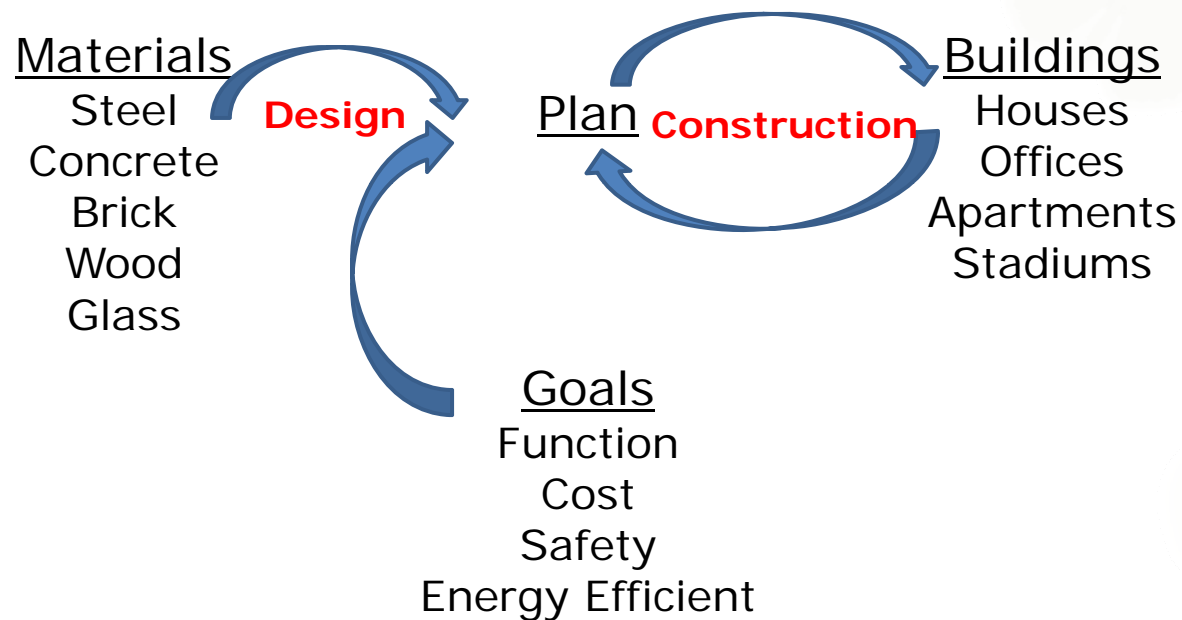 Materials
Steel
Concrete
Brick
Wood
Glass
Design
Plan
Construction
Buildings
Houses
Offices
Apartments
Stadiums
Goals
Function
Cost
Safety
Energy Efficient